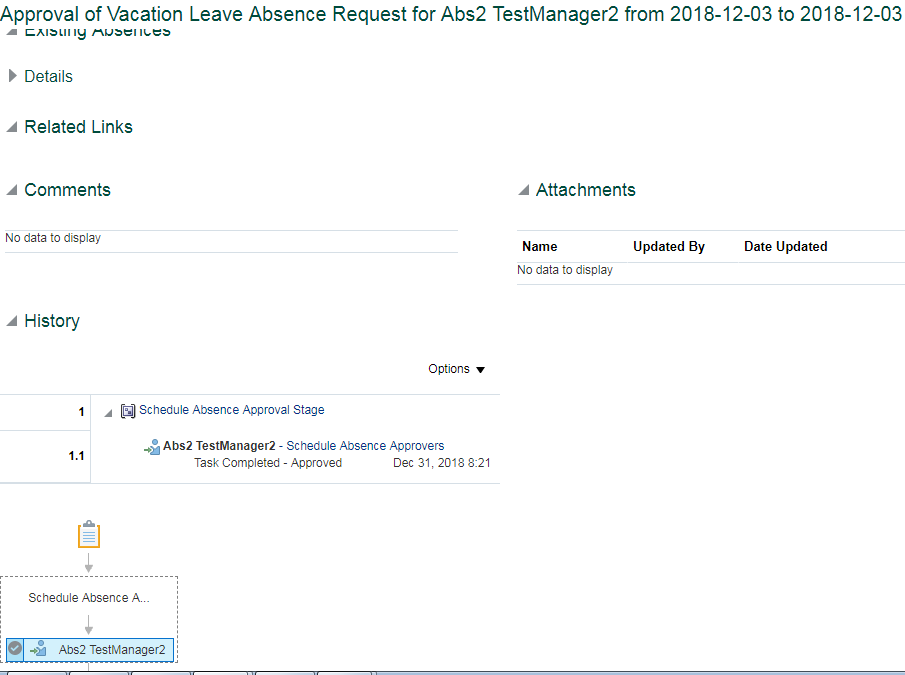 Approval of Vacation Leave Absence Request for Abs2 TestManager2 from 2018-12-03 to 2018-12-03
Existing Absences
Details
Related Links
Comments
No data to display
Attachments
Name Updated By Date Updated
No data to display
History
Options
1 Schedule Absence Approval Stage
1.1 Abs2 TestManager2 - Schedule Absence Approvers
Task Completed - Approved Dec 31, 2018 8:21
Schedule Absence A...
Abs2 TestManager2